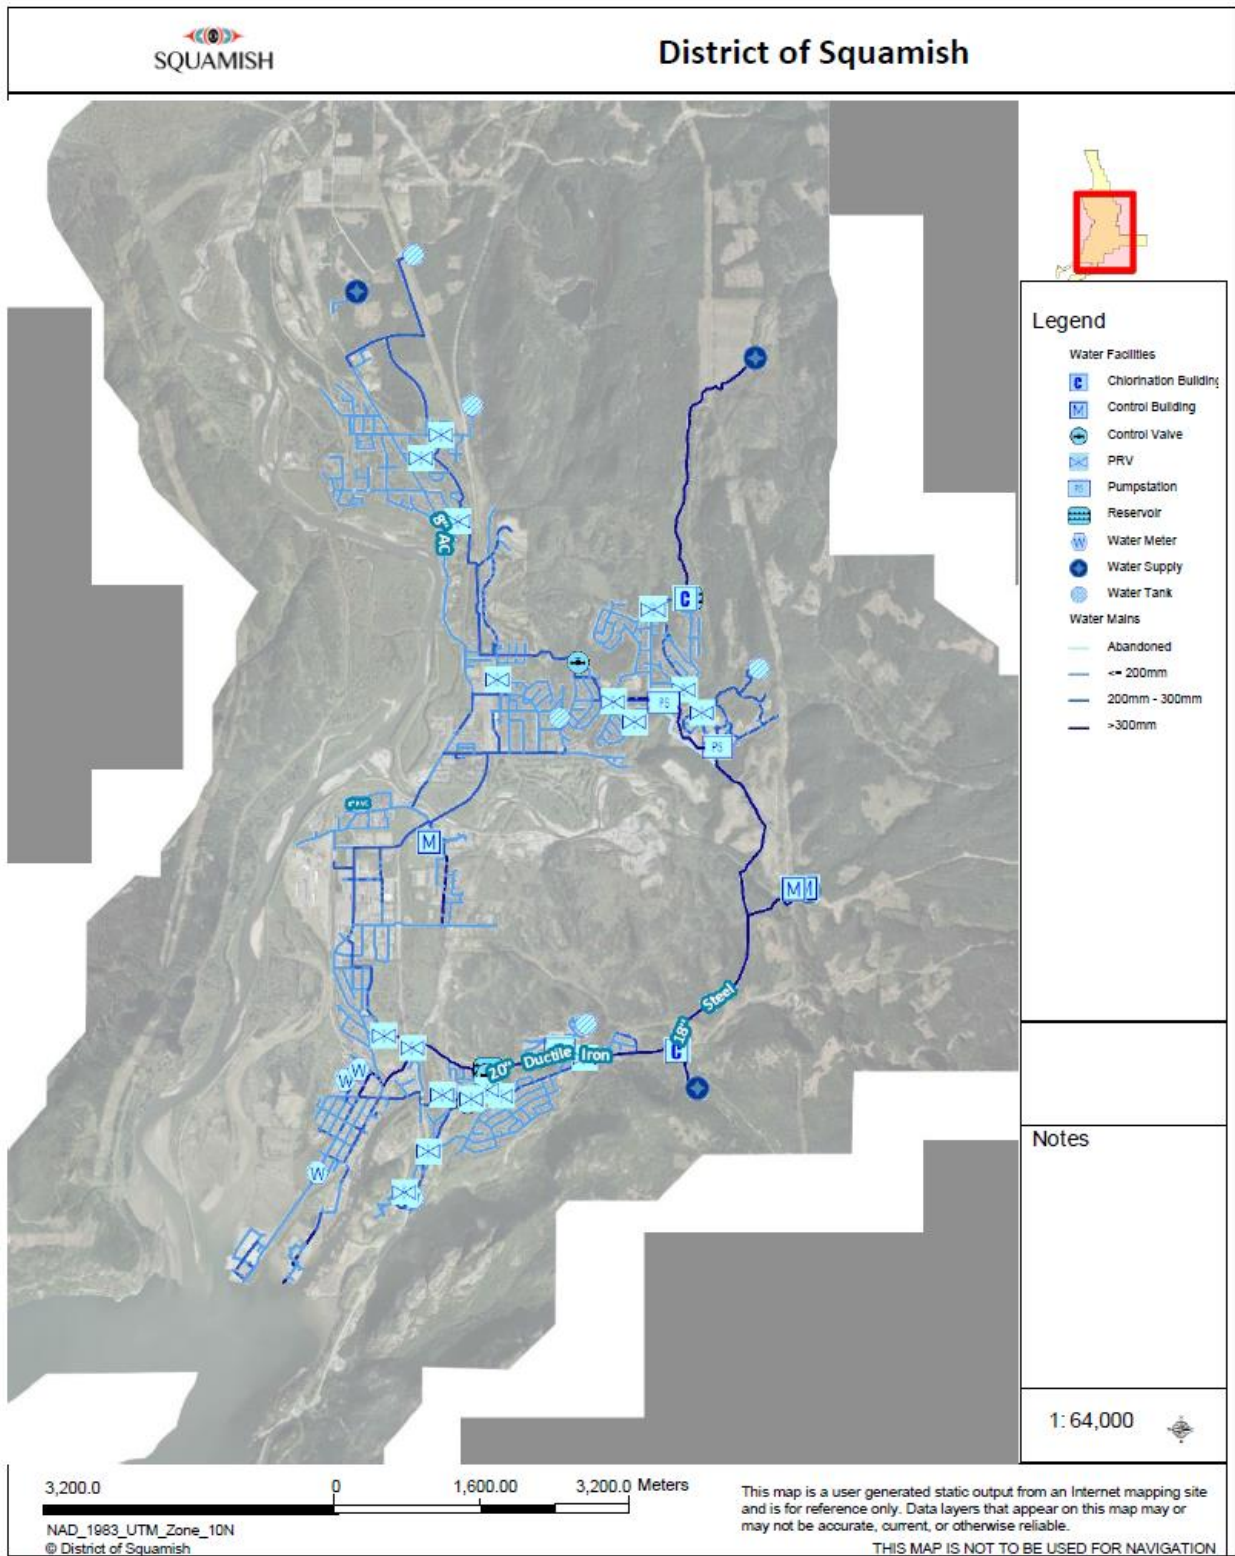 SQUAMISH
District of Squamish
Legend
Water Facilities
C Chlorination Building
M Control Building
Control Valve
PRV
PS Pumpstation
Reservoir
W Water Meter
Water Supply
Water Tank
Water Mains
Abandoned
<= 200mm
200mm - 300mm
>300mm
8" AC
C
PS
PS
M
M
18" Steel
20" Ductile Iron
C
W
W
W
Notes
1: 64,000
3,200.0 0 1,600.00 3,200.0 Meters
NAD_1983_UTM_Zone_10N
© District of Squamish
This map is a user generated static output from an Internet mapping site
and is for reference only. Data layers that appear on this map may or
may not be accurate, current, or otherwise reliable.
THIS MAP IS NOT TO BE USED FOR NAVIGATION